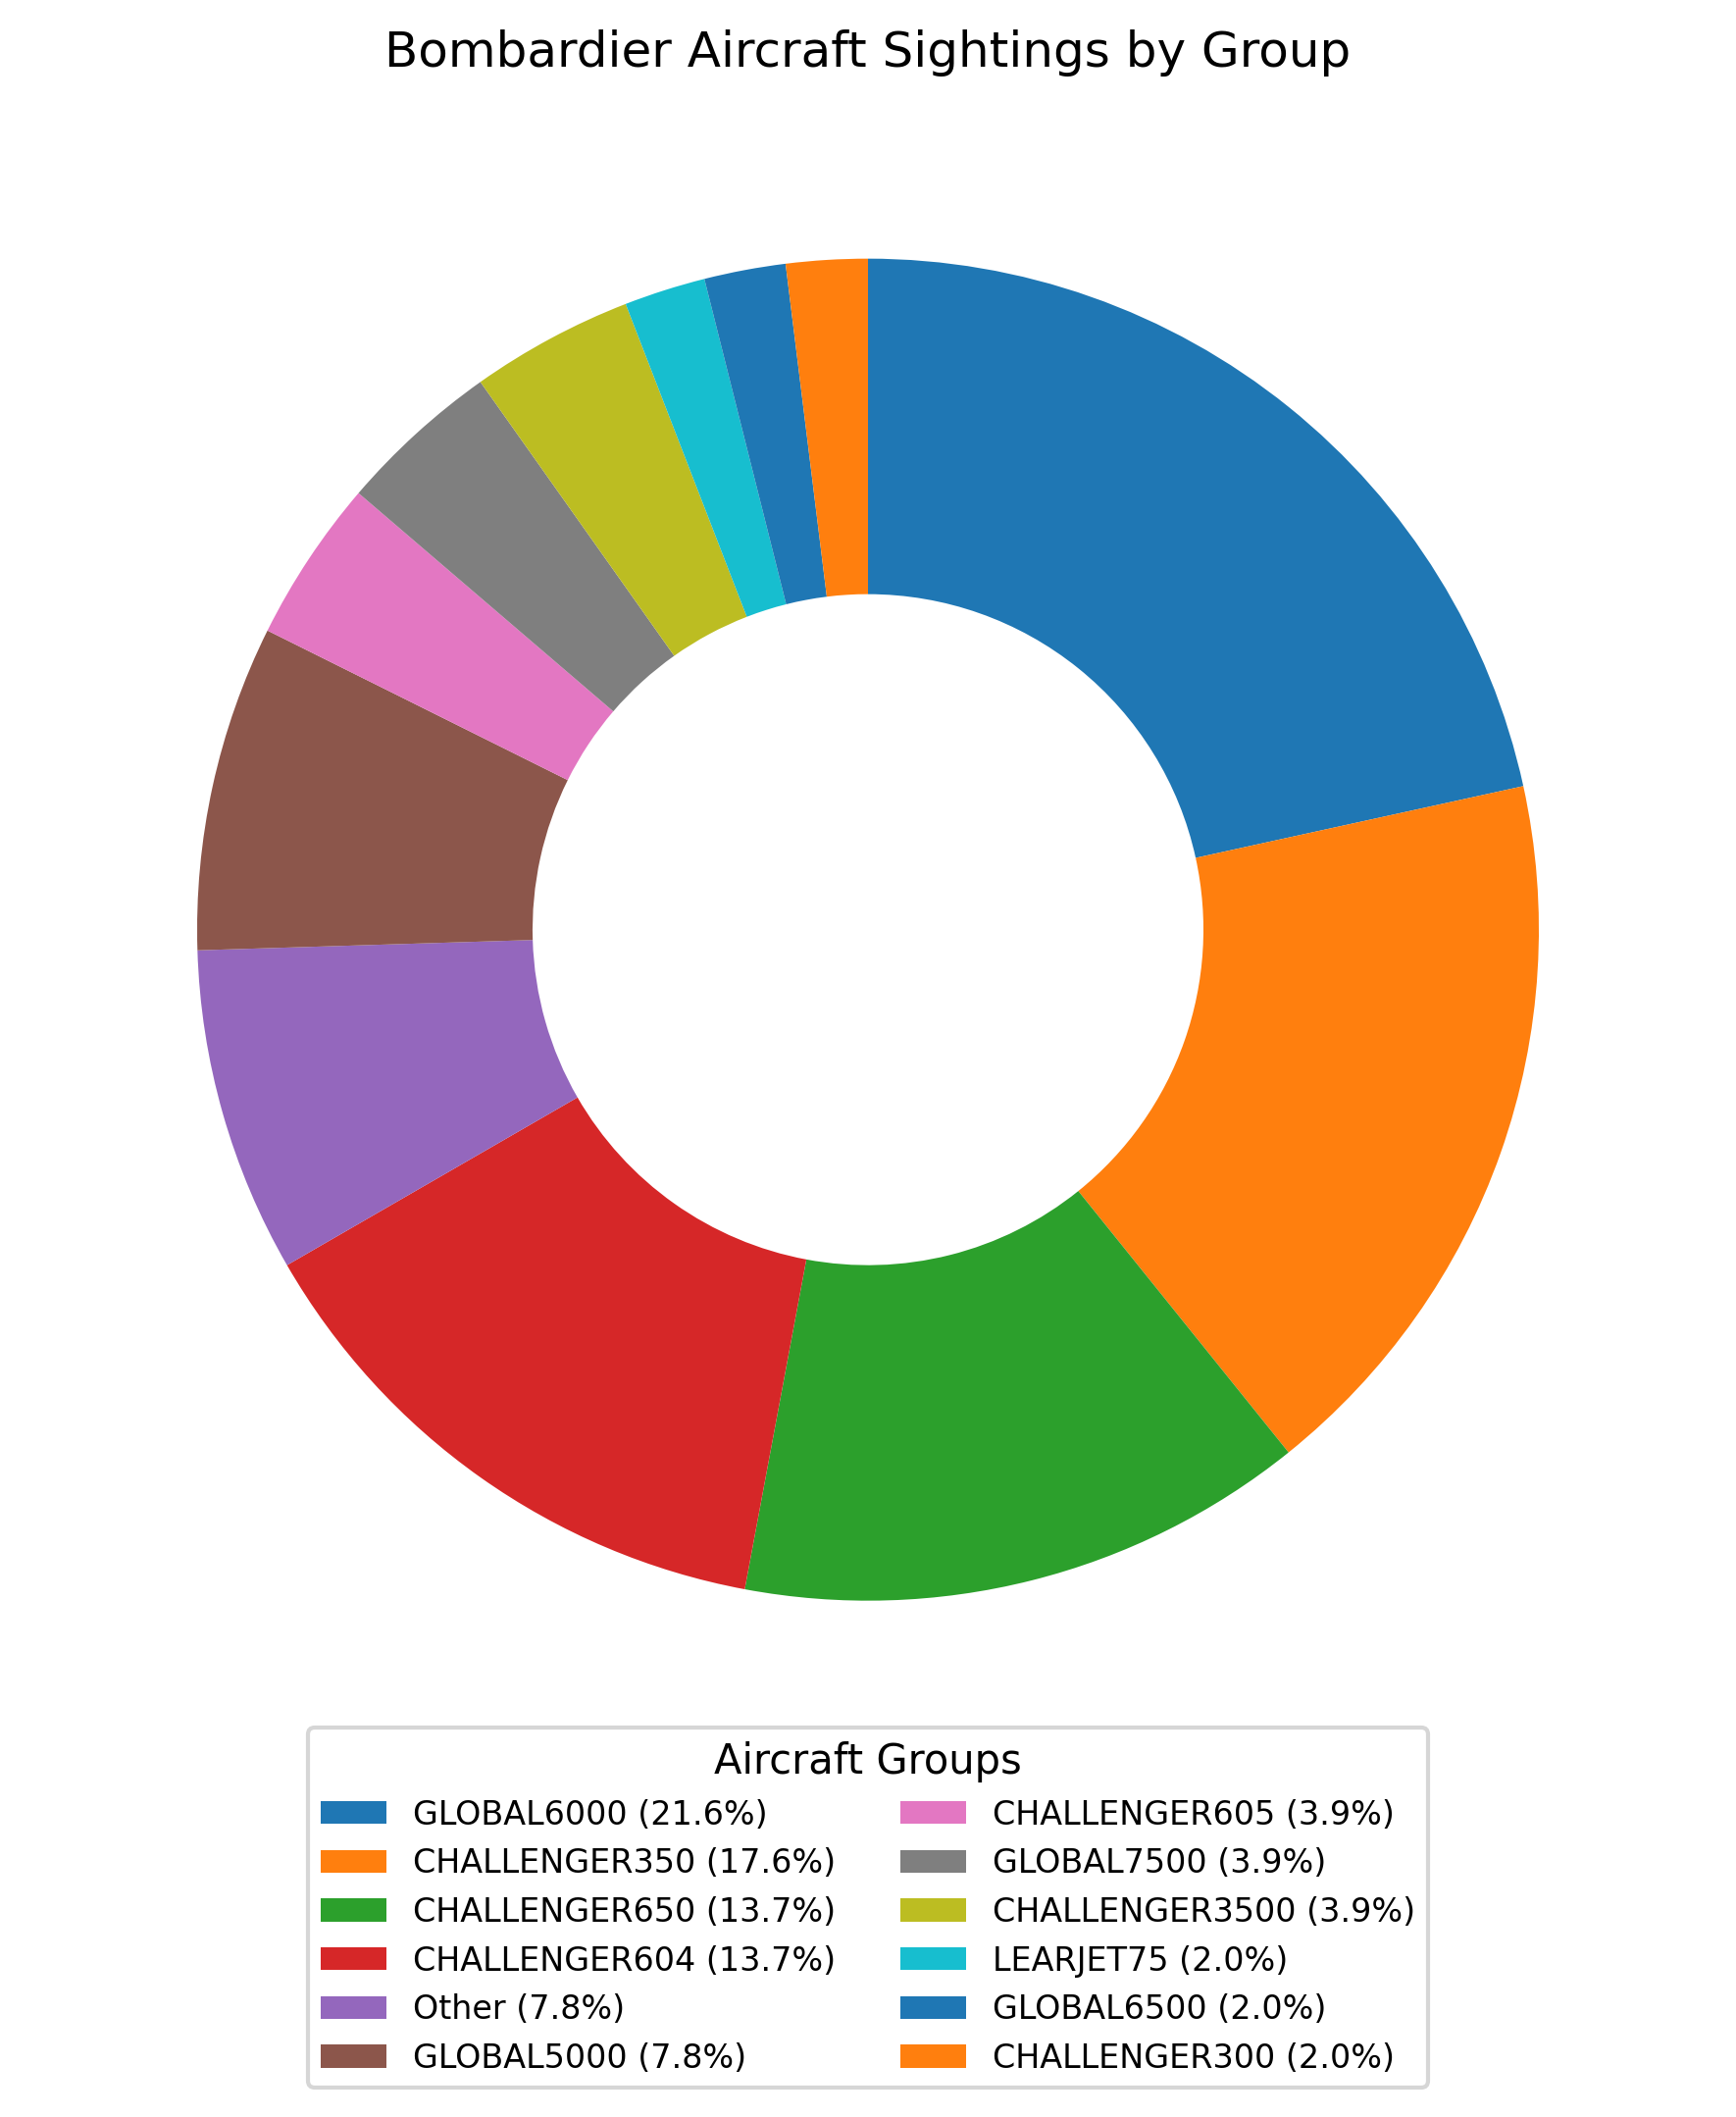 Bombardier Aircraft Sightings by Group
Aircraft Groups
GLOBAL6000 (21.6%)
CHALLENGER350 (17.6%)
CHALLENGER650 (13.7%)
CHALLENGER604 (13.7%)
Other (7.8%)
GLOBAL5000 (7.8%)
CHALLENGER605 (3.9%)
GLOBAL7500 (3.9%)
CHALLENGER3500 (3.9%)
LEARJET75 (2.0%)
GLOBAL6500 (2.0%)
CHALLENGER300 (2.0%)